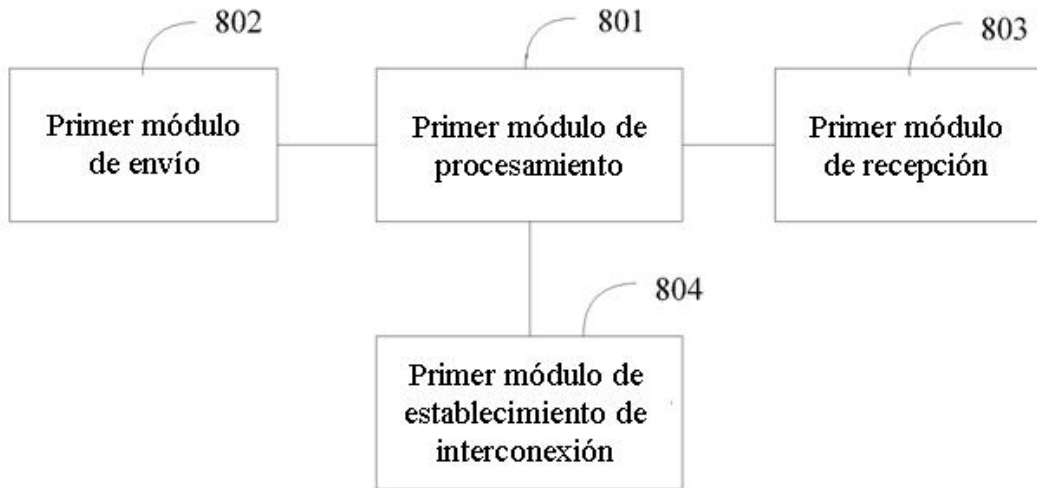 802
801
803
Primer módulo
de envío
Primer módulo de
procesamiento
Primer módulo
de recepción
804
Primer módulo de
establecimiento de
interconexión